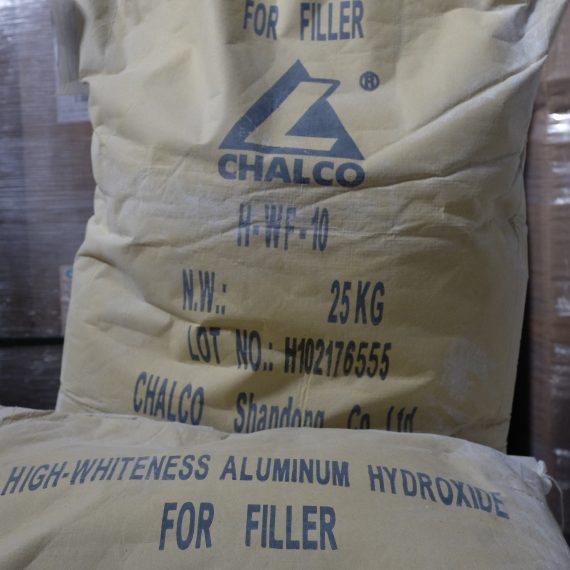 FOR FILLER
®
CHALCO
H-WF-10
N.W.: 25KG
LOT NO.: H102176555
CHALCO Shandong Co.Ltd
HIGH-WHITENESS ALUMINUM HYDROXIDE
FOR FILLER